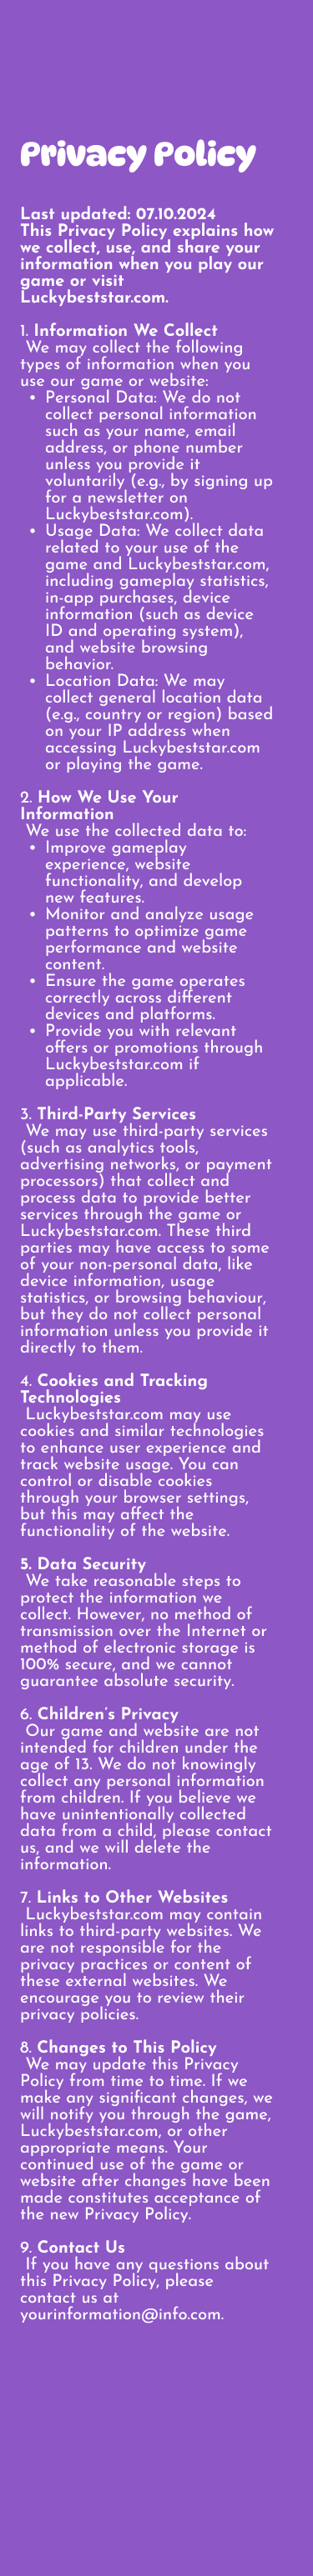 Privacy Policy
Last updated: 07.10.2024
This Privacy Policy explains how
we collect, use, and share your
information when you play our
game or visit
Luckybeststar.com.
1. Information We Collect
We may collect the following
types of information when you
use our game or website:
• Personal Data: We do not
collect personal information
such as your name, email
address, or phone number
unless you provide it
voluntarily (e.g., by signing up
for a newsletter on
Luckybeststar.com).
• Usage Data: We collect data
related to your use of the
game and Luckybeststar.com,
including gameplay statistics,
in-app purchases, device
information (such as device
ID and operating system),
and website browsing
behavior.
• Location Data: We may
collect general location data
(e.g., country or region) based
on your IP address when
accessing Luckybeststar.com
or playing the game.
2. How We Use Your
Information
We use the collected data to:
• Improve gameplay
experience, website
functionality, and develop
new features.
• Monitor and analyze usage
patterns to optimize game
performance and website
content.
• Ensure the game operates
correctly across different
devices and platforms.
• Provide you with relevant
offers or promotions through
Luckybeststar.com if
applicable.
3. Third-Party Services
We may use third-party services
(such as analytics tools,
advertising networks, or payment
processors) that collect and
process data to provide better
services through the game or
Luckybeststar.com. These third
parties may have access to some
of your non-personal data, like
device information, usage
statistics, or browsing behaviour,
but they do not collect personal
information unless you provide it
directly to them.
4. Cookies and Tracking
Technologies
Luckybeststar.com may use
cookies and similar technologies
to enhance user experience and
track website usage. You can
control or disable cookies
through your browser settings,
but this may affect the
functionality of the website.
5. Data Security
We take reasonable steps to
protect the information we
collect. However, no method of
transmission over the Internet or
method of electronic storage is
100% secure, and we cannot
guarantee absolute security.
6. Children's Privacy
Our game and website are not
intended for children under the
age of 13. We do not knowingly
collect any personal information
from children. If you believe we
have unintentionally collected
data from a child, please contact
us, and we will delete the
information.
7. Links to Other Websites
Luckybeststar.com may contain
links to third-party websites. We
are not responsible for the
privacy practices or content of
these external websites. We
encourage you to review their
privacy policies.
8. Changes to This Policy
We may update this Privacy
Policy from time to time. If we
make any significant changes, we
will notify you through the game,
Luckybeststar.com, or other
appropriate means. Your
continued use of the game or
website after changes have been
made constitutes acceptance of
the new Privacy Policy.
9. Contact Us
If you have any questions about
this Privacy Policy, please
contact us at
yourinformation@info.com.